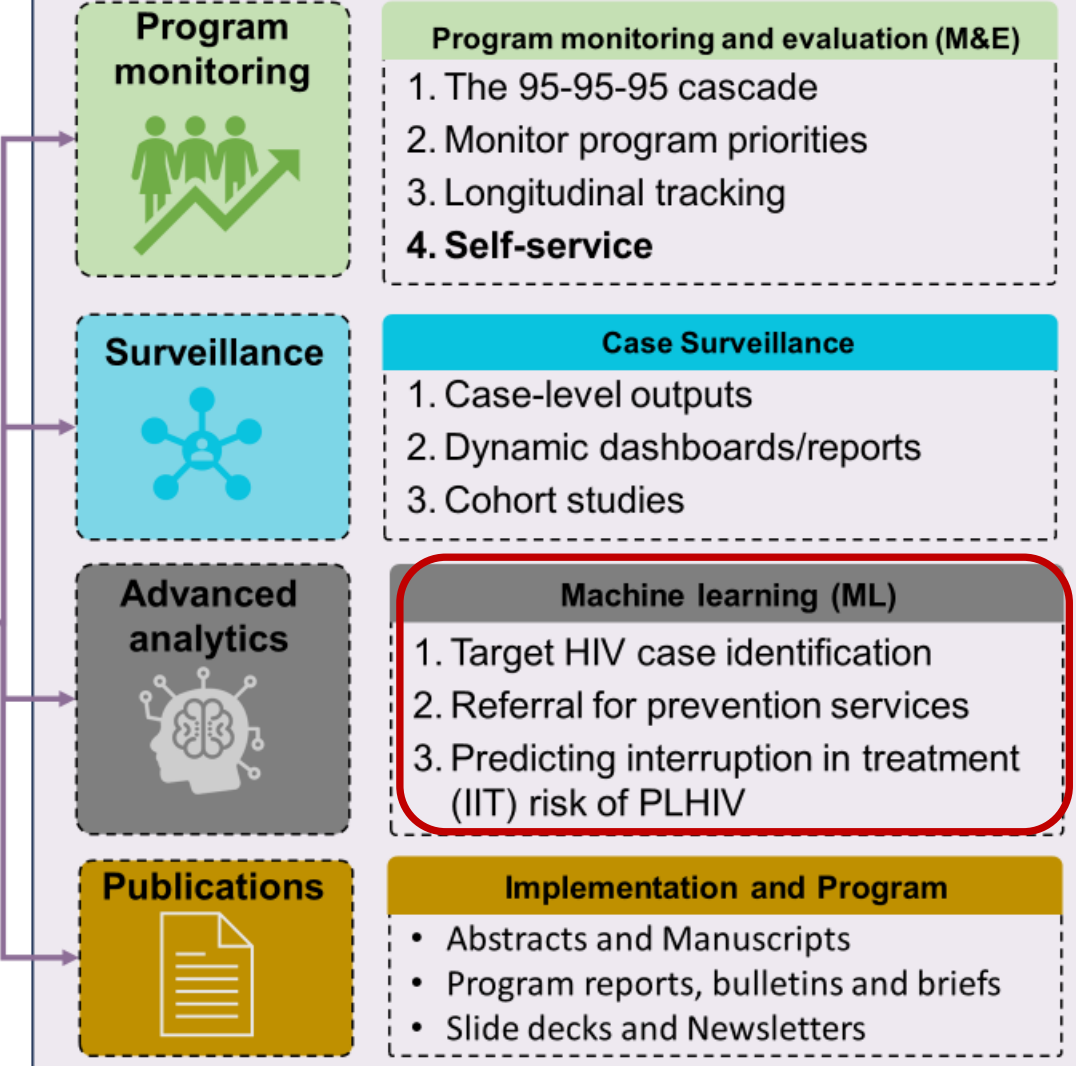 Program
monitoring
Program monitoring and evaluation (M&E)
1. The 95-95-95 cascade
2. Monitor program priorities
3. Longitudinal tracking
4. Self-service
Surveillance
Case Surveillance
1. Case-level outputs
2. Dynamic dashboards/reports
3. Cohort studies
Advanced
analytics
Machine learning (ML)
1. Target HIV case identification
2. Referral for prevention services
3. Predicting interruption in treatment
(IIT) risk of PLHIV
Publications
Implementation and Program
• Abstracts and Manuscripts
• Program reports, bulletins and briefs
• Slide decks and Newsletters